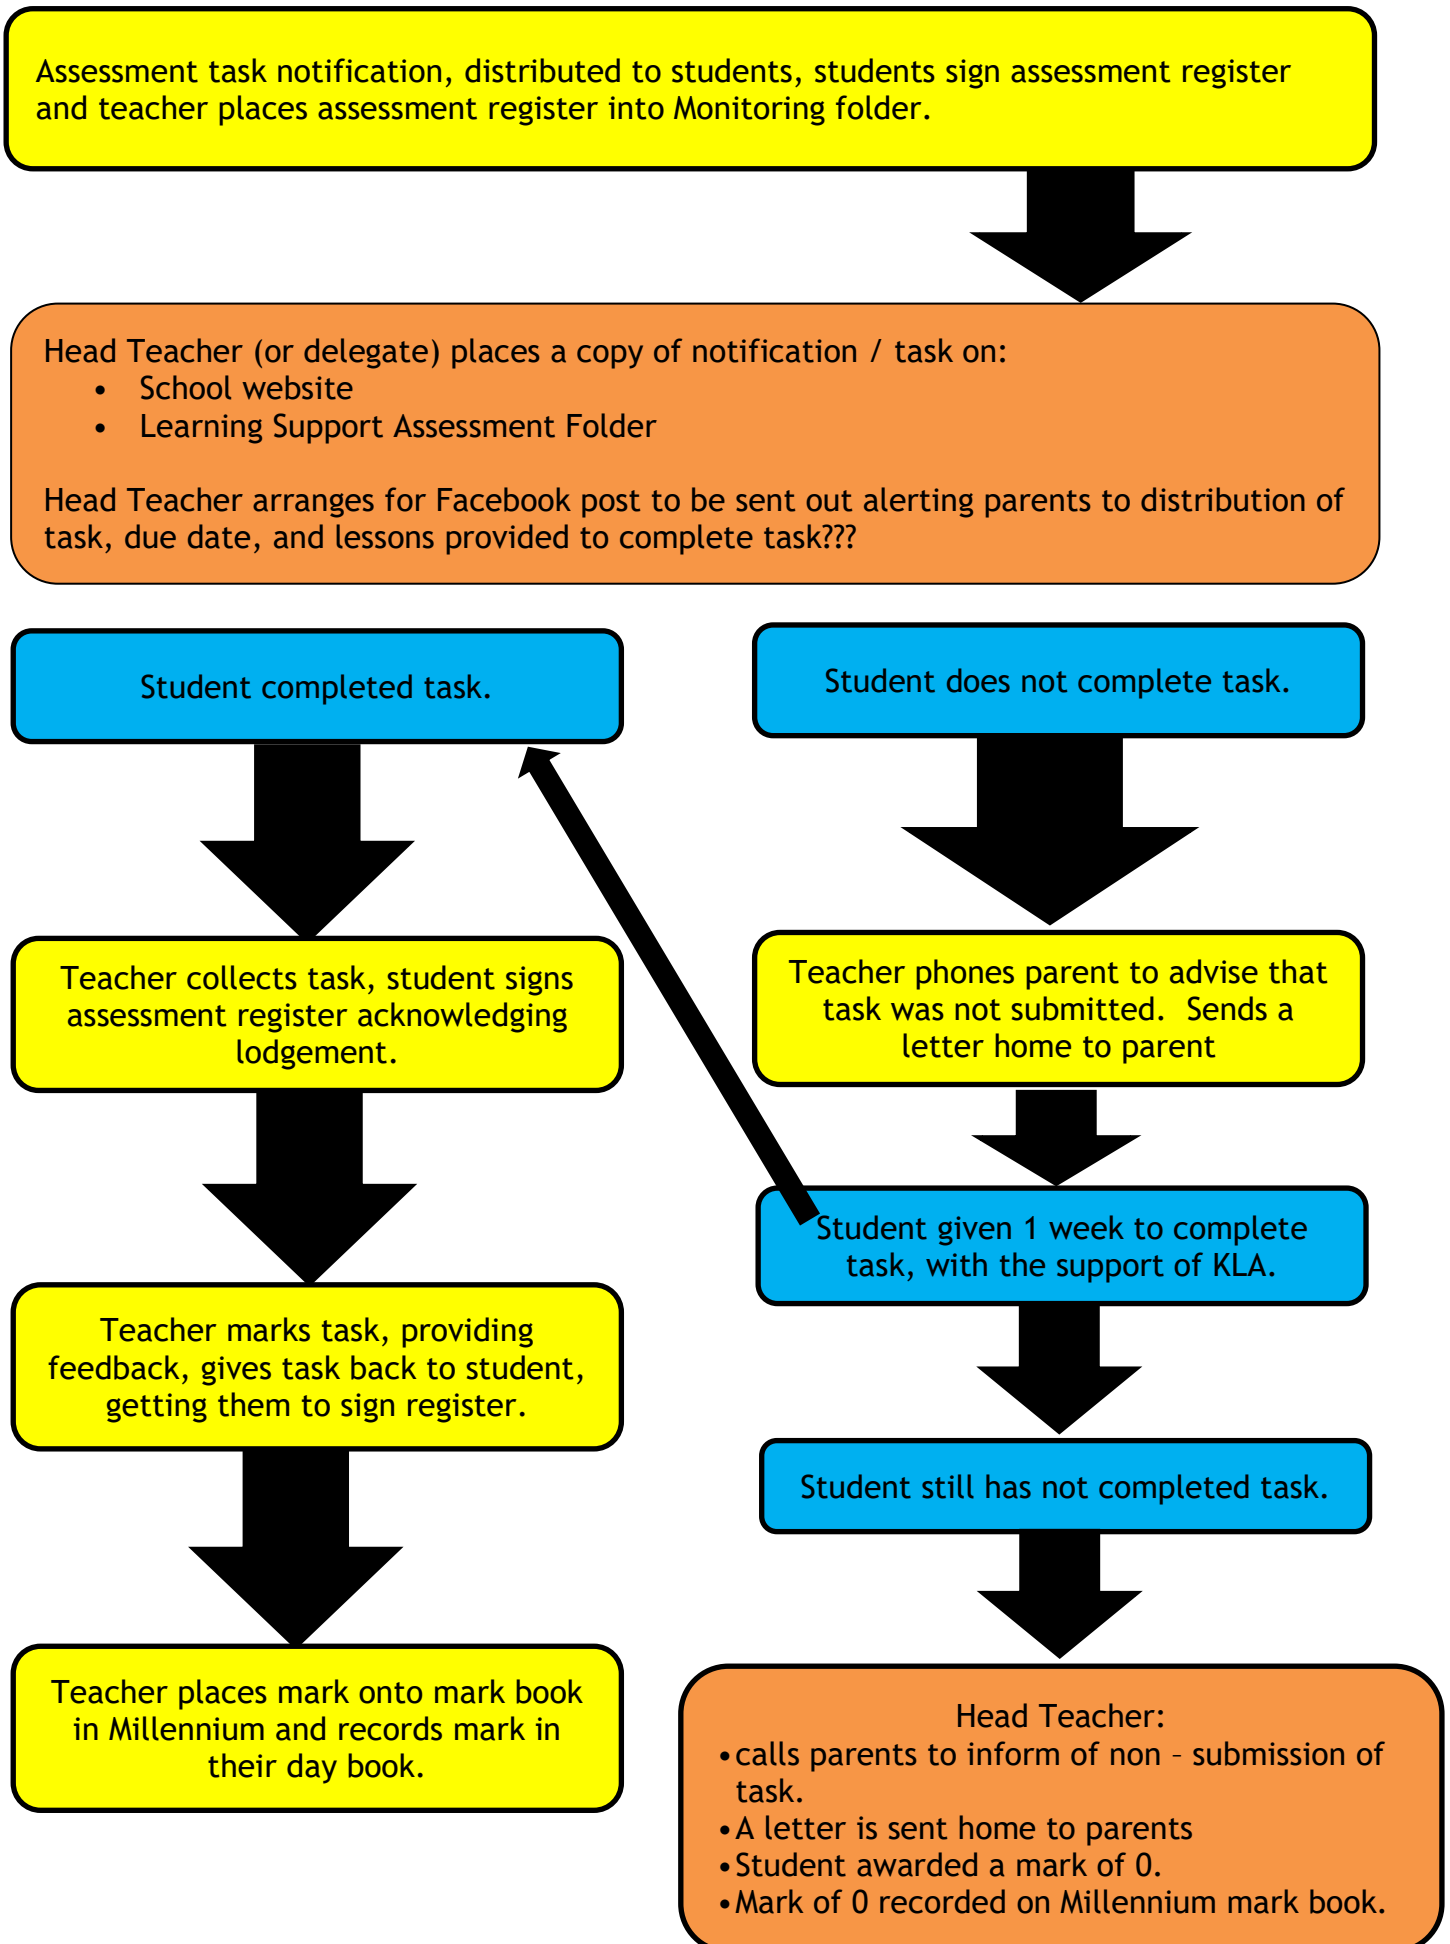 Assessment task notification, distributed to students, students sign assessment register
and teacher places assessment register into Monitoring folder.
Head Teacher (or delegate) places a copy of notification / task on:
• School website
• Learning Support Assessment Folder
Head Teacher arranges for Facebook post to be sent out alerting parents to distribution of
task, due date, and lessons provided to complete task???
Student completed task.
Student does not complete task.
Teacher collects task, student signs
assessment register acknowledging
lodgement.
Teacher phones parent to advise that
task was not submitted.  Sends a
letter home to parent
Student given 1 week to complete
task, with the support of KLA.
Teacher marks task, providing
feedback, gives task back to student,
getting them to sign register.
Student still has not completed task.
Teacher places mark onto mark book
in Millennium and records mark in
their day book.
Head Teacher:
• calls parents to inform of non – submission of
task.
• A letter is sent home to parents
• Student awarded a mark of 0.
• Mark of 0 recorded on Millennium mark book.